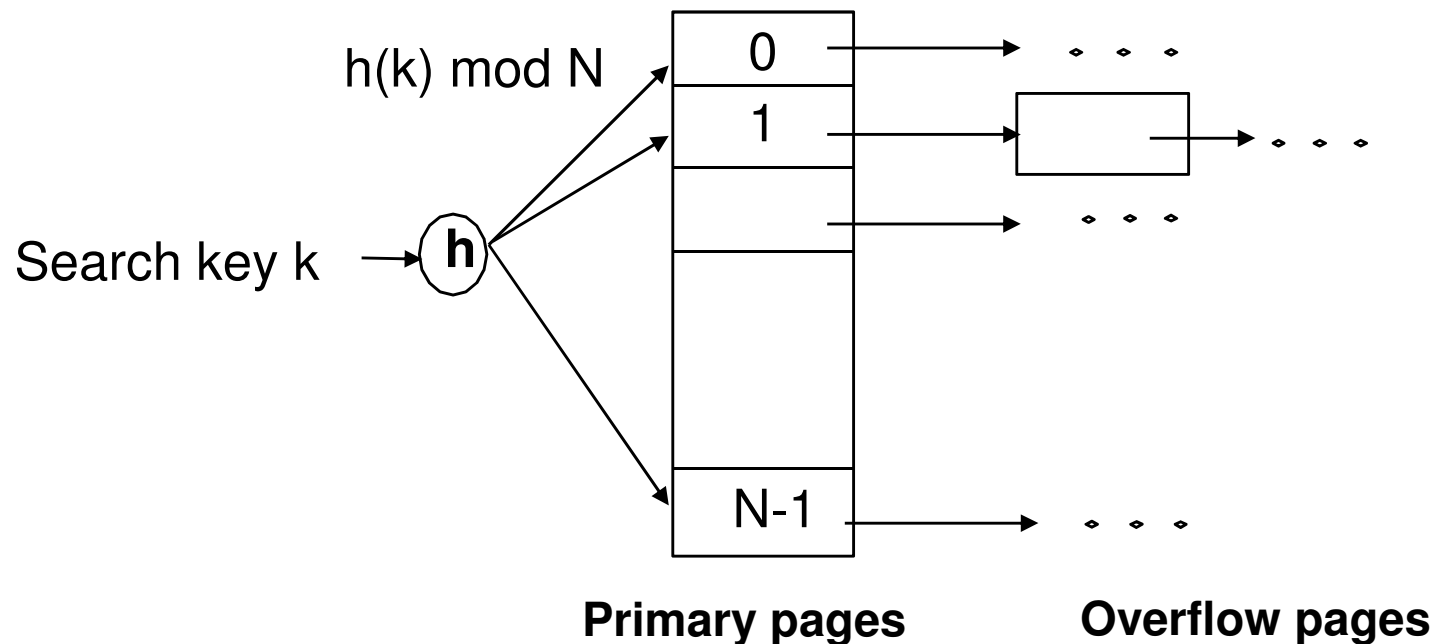 h(k) mod N
0
1
Search key k
h
N-1
Primary pages
Overflow pages